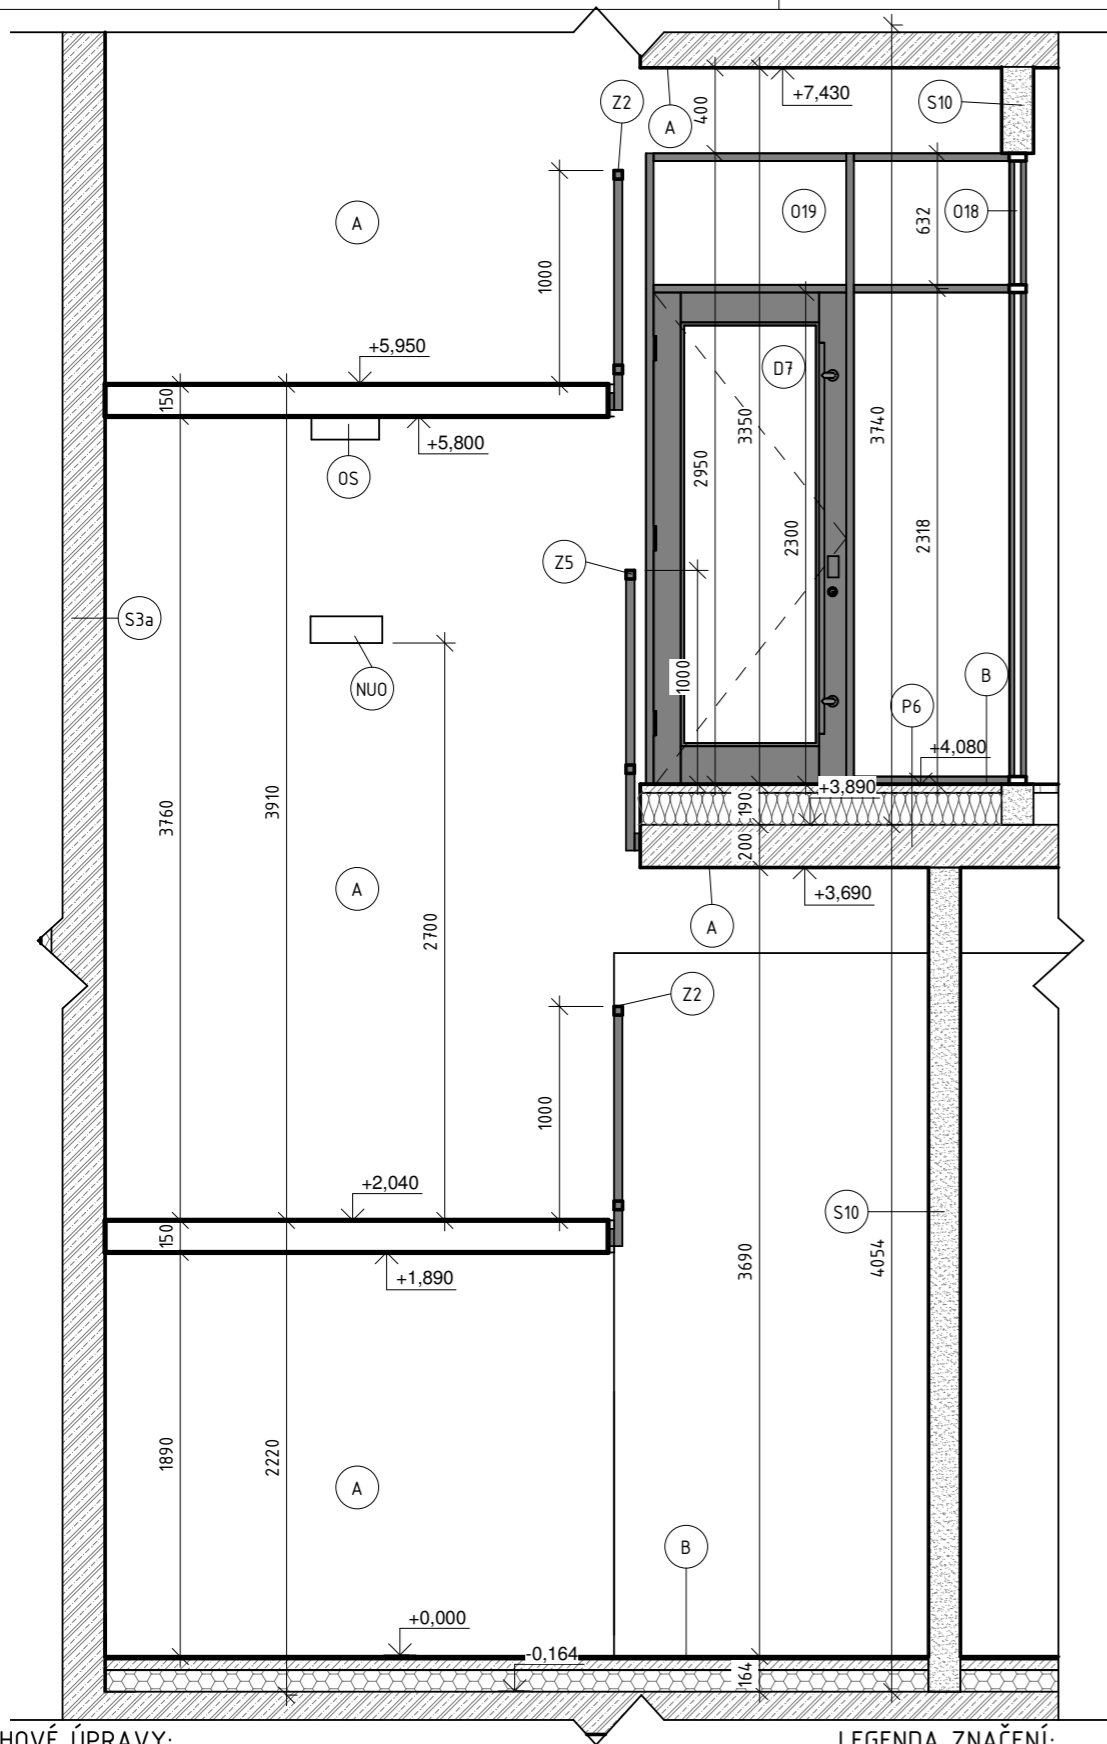 +7,430
S10
Z2
A
400
A
O19
632
O18
1000
+5,950
150
+5,800
OS
D7
3350
3740
2950
2300
2318
Z5
S3a
NUO
1000
B
P6
+4,080
+3,890
190
200
3760
3910
A
2700
+3,690
A
Z2
1000
+2,040
150
+1,890
S10
3690
4054
1890
2220
A
B
+0,000
-0,164
164
HOVÉ ÚPRAVY:
LEGENDA ZNAČENÍ: